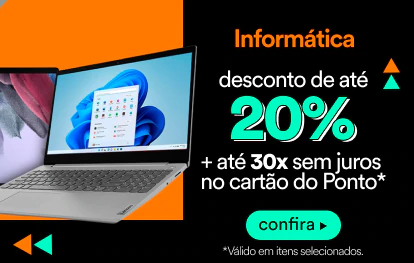 Informática
desconto de até
20%
+ até 30x sem juros
no cartão do Ponto*
confira
*Válido em itens selecionados.